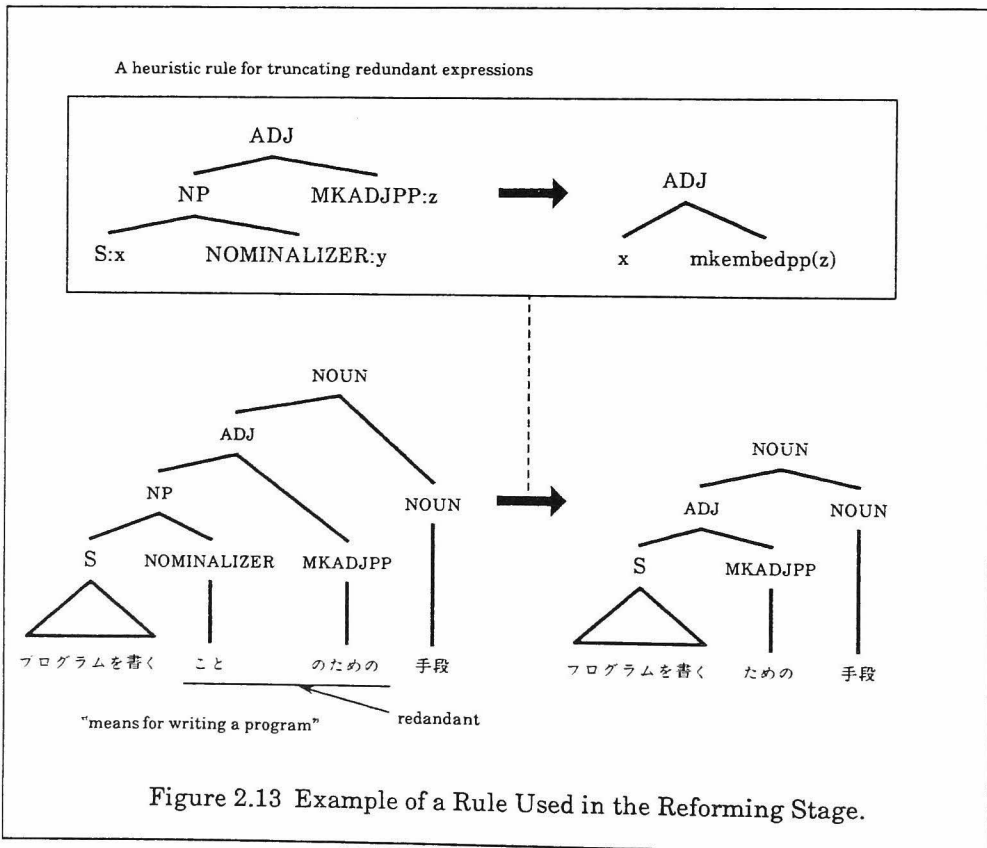 A heuristic rule for truncating redundant expressions
ADJ
NP MKADJPP:z
S:x NOMINALIZER:y
ADJ
x mkembedpp(z)
NOUN
ADJ
NP
NOUN
S NOMINALIZER MKADJPP
プログラムを書く こと のための 手段
"means for writing a program"
redandant
NOUN
ADJ NOUN
S MKADJPP
プログラムを書く ための 手段
Figure 2.13 Example of a Rule Used in the Reforming Stage.